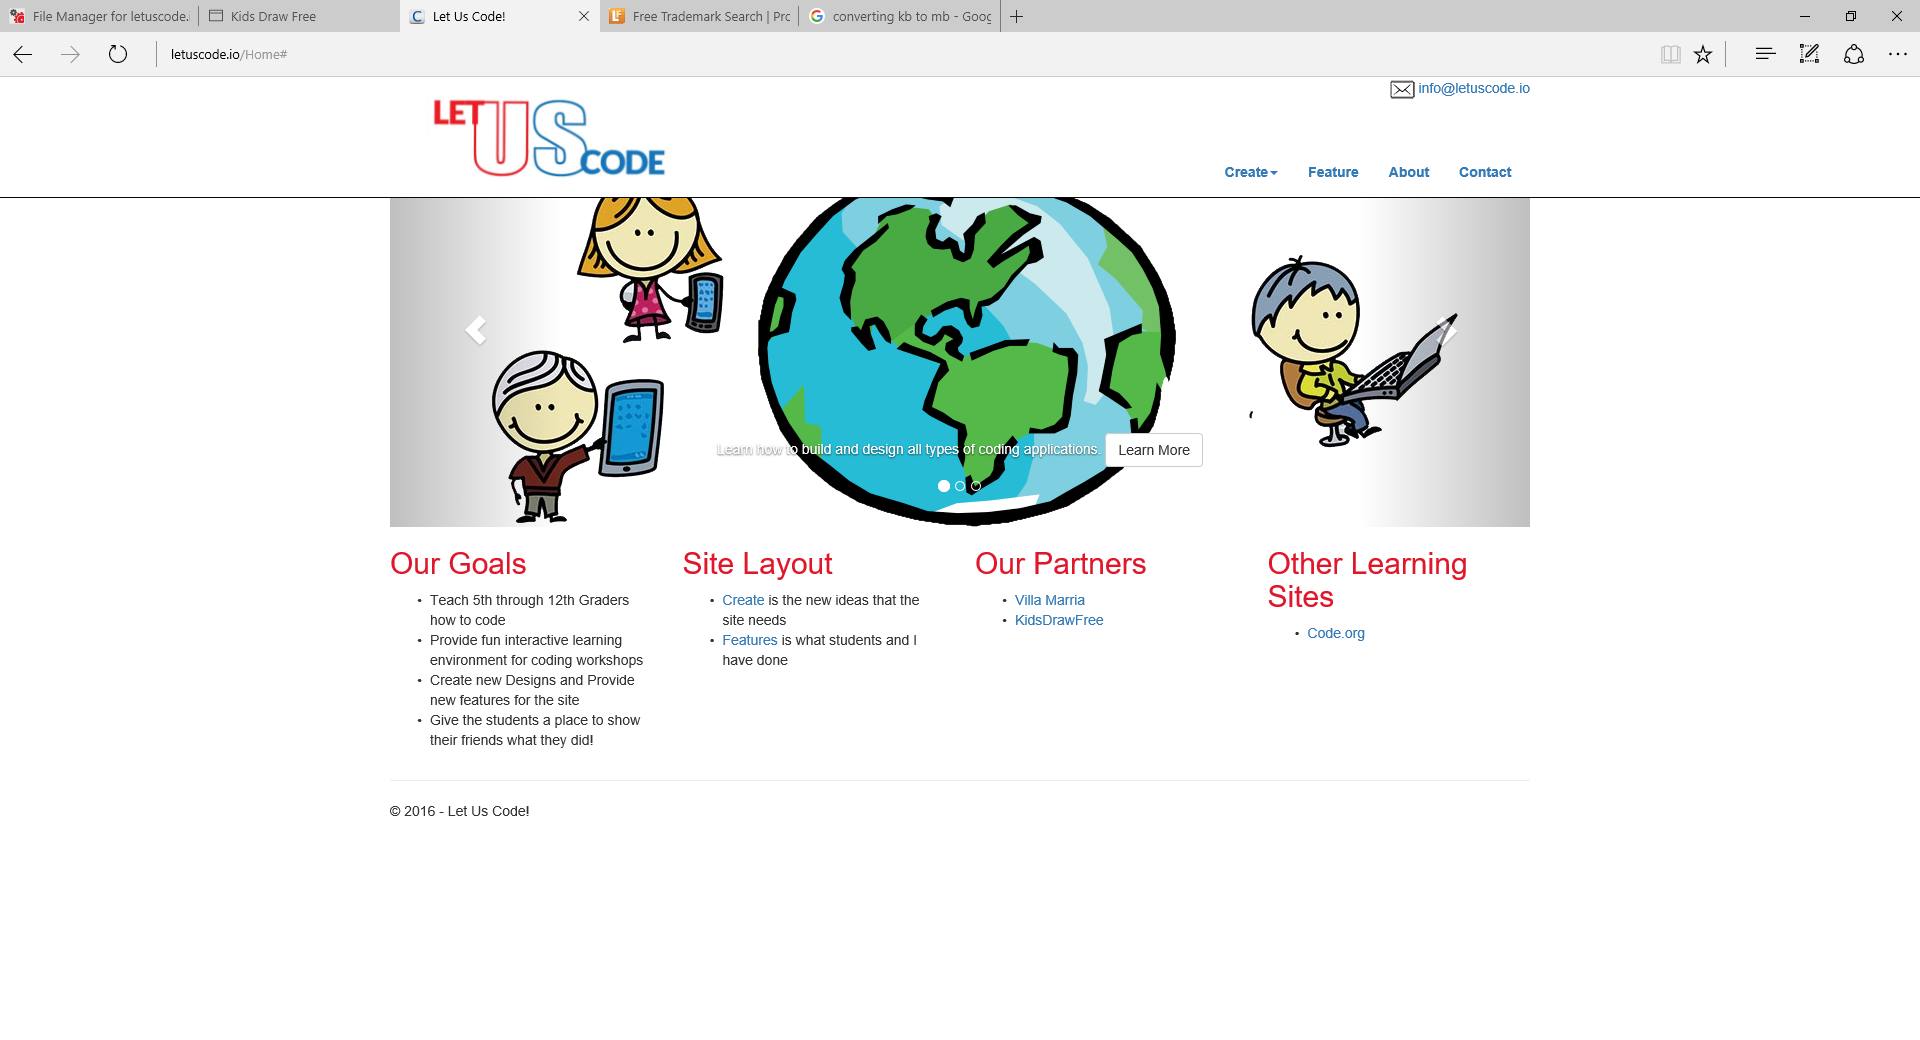 File Manager for letuscode.
Kids Draw Free
Let Us Code!
Free Trademark Search | Prc
converting kb to mb - Goog
letuscode.io/Home#
info@letuscode.io
LET US CODE
Create
Feature
About
Contact
Learn how to build and design all types of coding applications.
Learn More
Our Goals
• Teach 5th through 12th Graders
how to code
• Provide fun interactive learning
environment for coding workshops
• Create new Designs and Provide
new features for the site
• Give the students a place to show
their friends what they did!
Site Layout
• Create is the new ideas that the
site needs
• Features is what students and I
have done
Our Partners
• Villa Marria
• KidsDrawFree
Other Learning
Sites
• Code.org
© 2016 - Let Us Code!